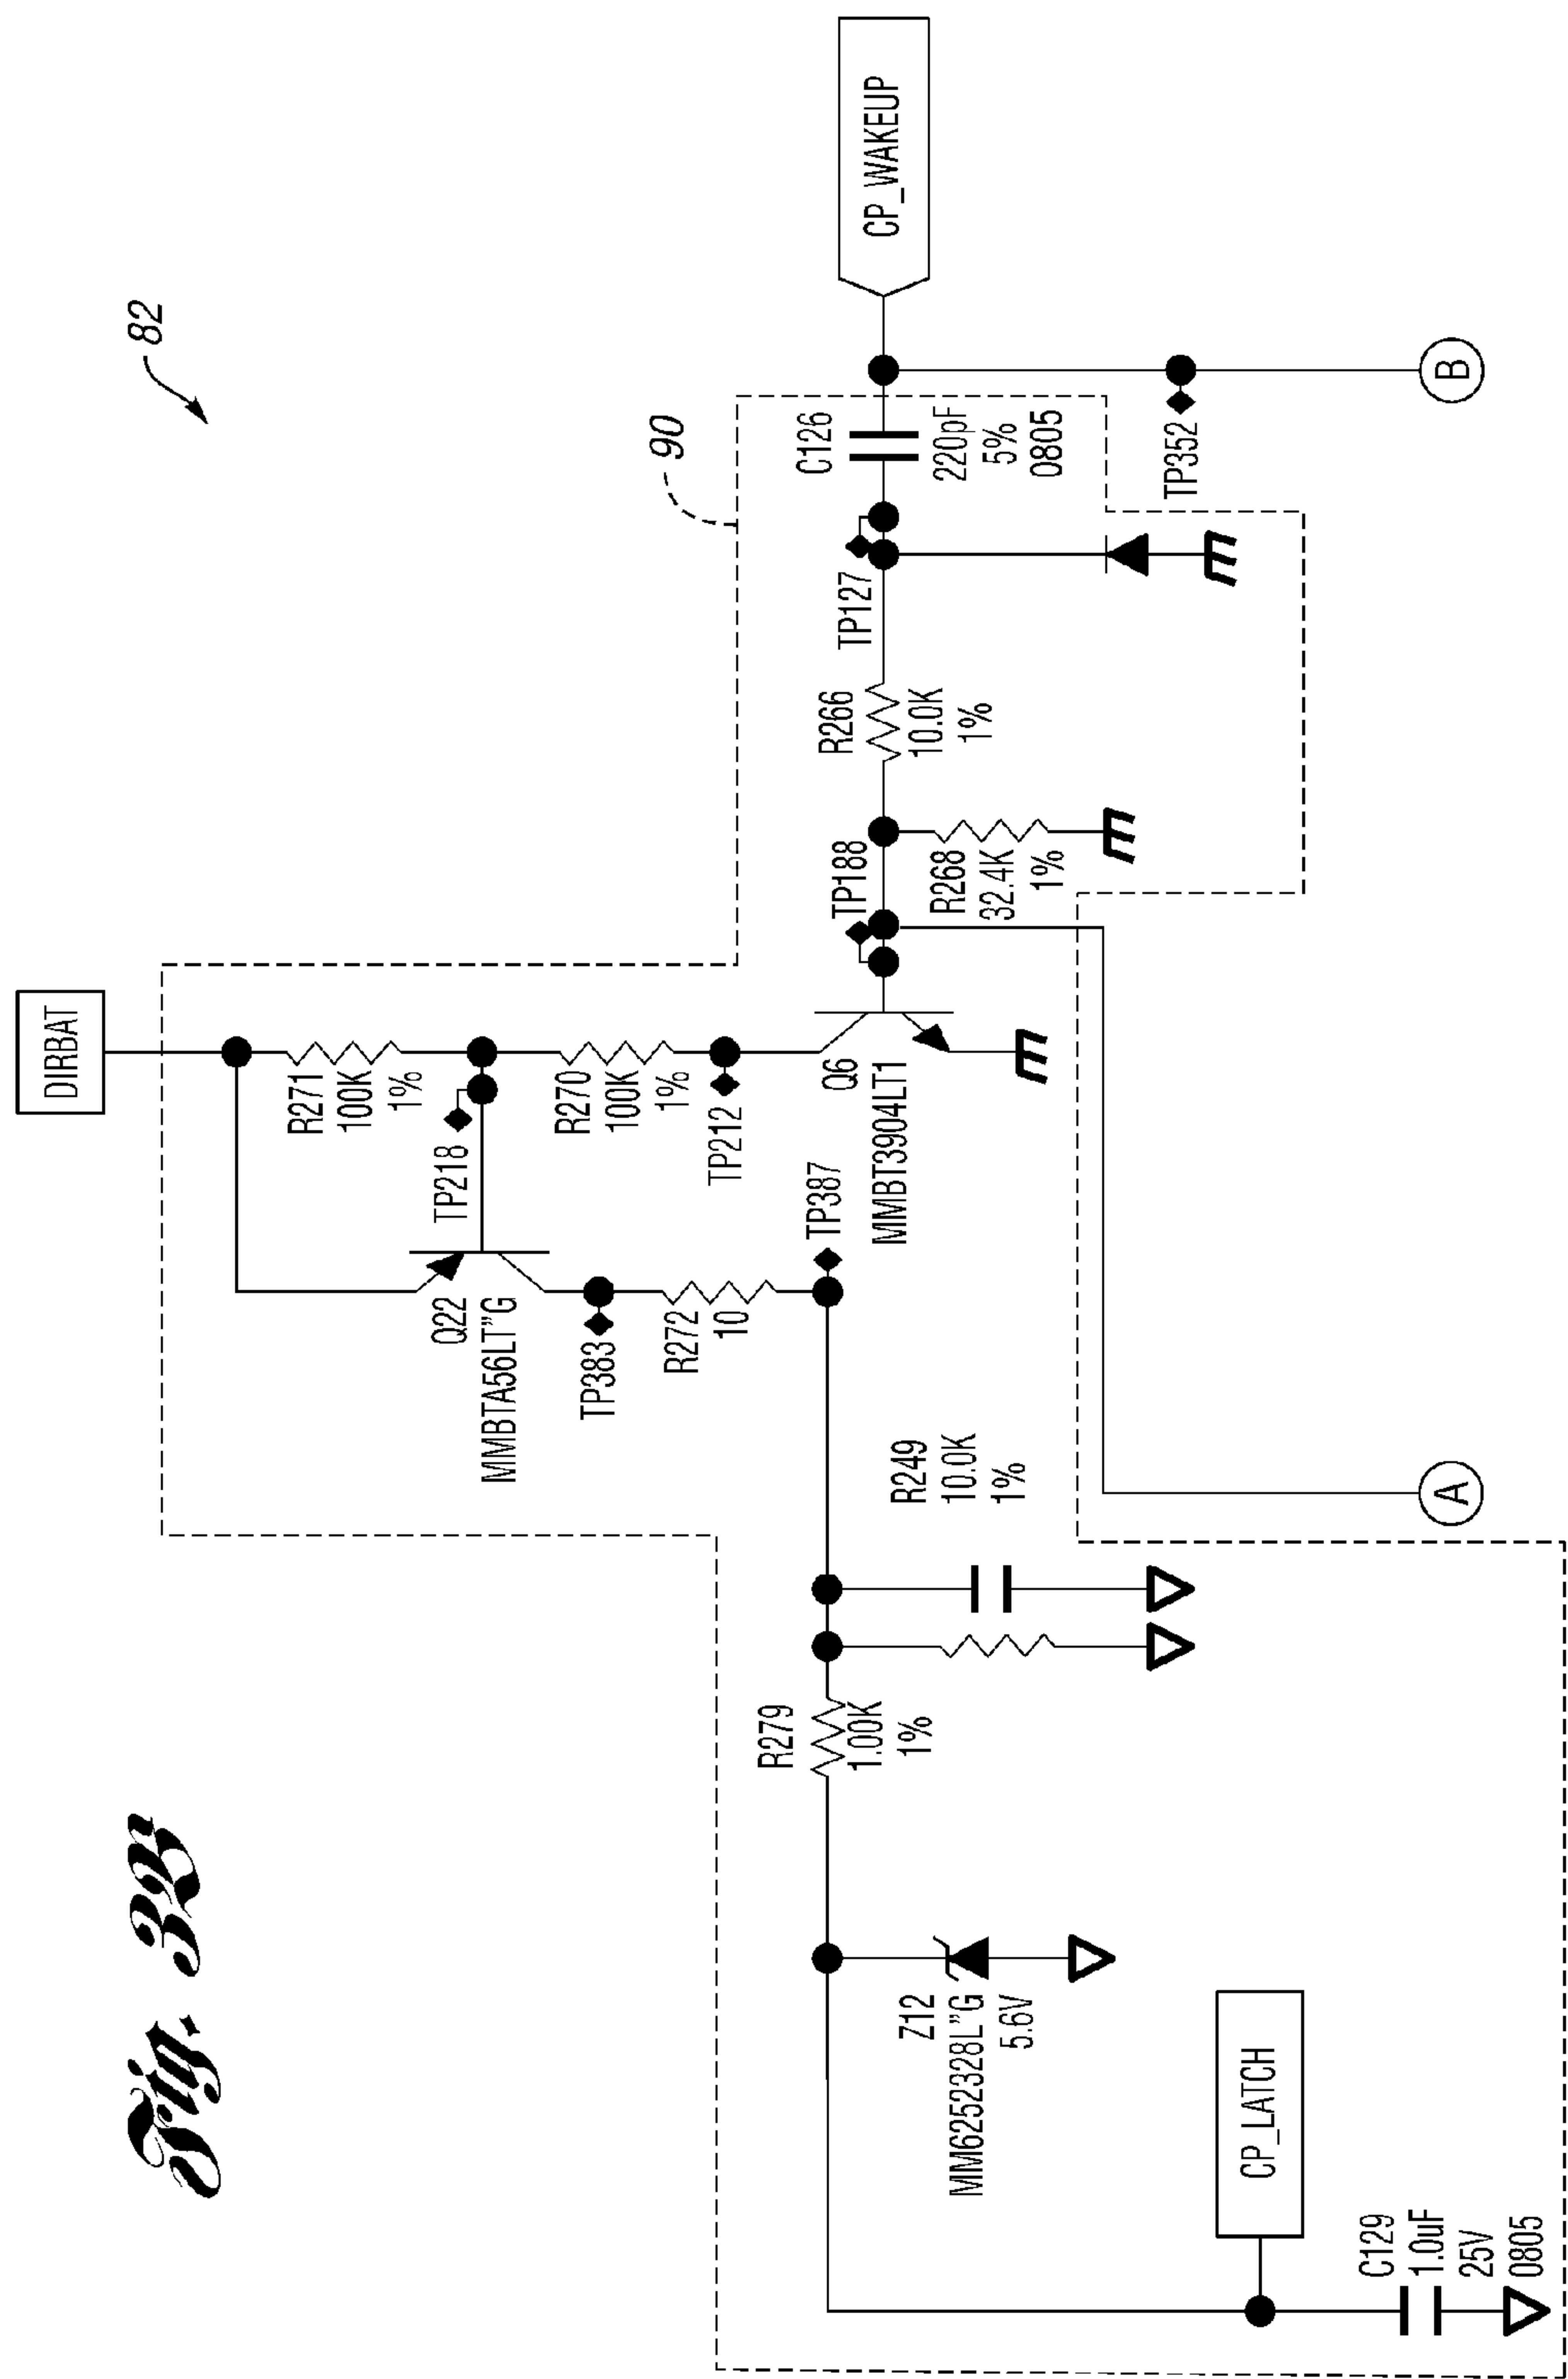 82
DIRBAT
90
CP_WAKEUP
R271
100K
1%
TP218
R270
100K
1%
TP212
Q22
MMBTA56LT"G
TP383
R272
10
TP387
Q6
MMBT3904LT1
TP188
R268
32.4K
1%
R266
10.0K
1%
TP127
C126
220pF
5%
0805
TP352
B
A
R249
10.0K
1%
R279
1.00K
1%
Z12
MM6252328L"G
5.6V
CP_LATCH
C129
1.0uF
25V
0805
Fig. 3B